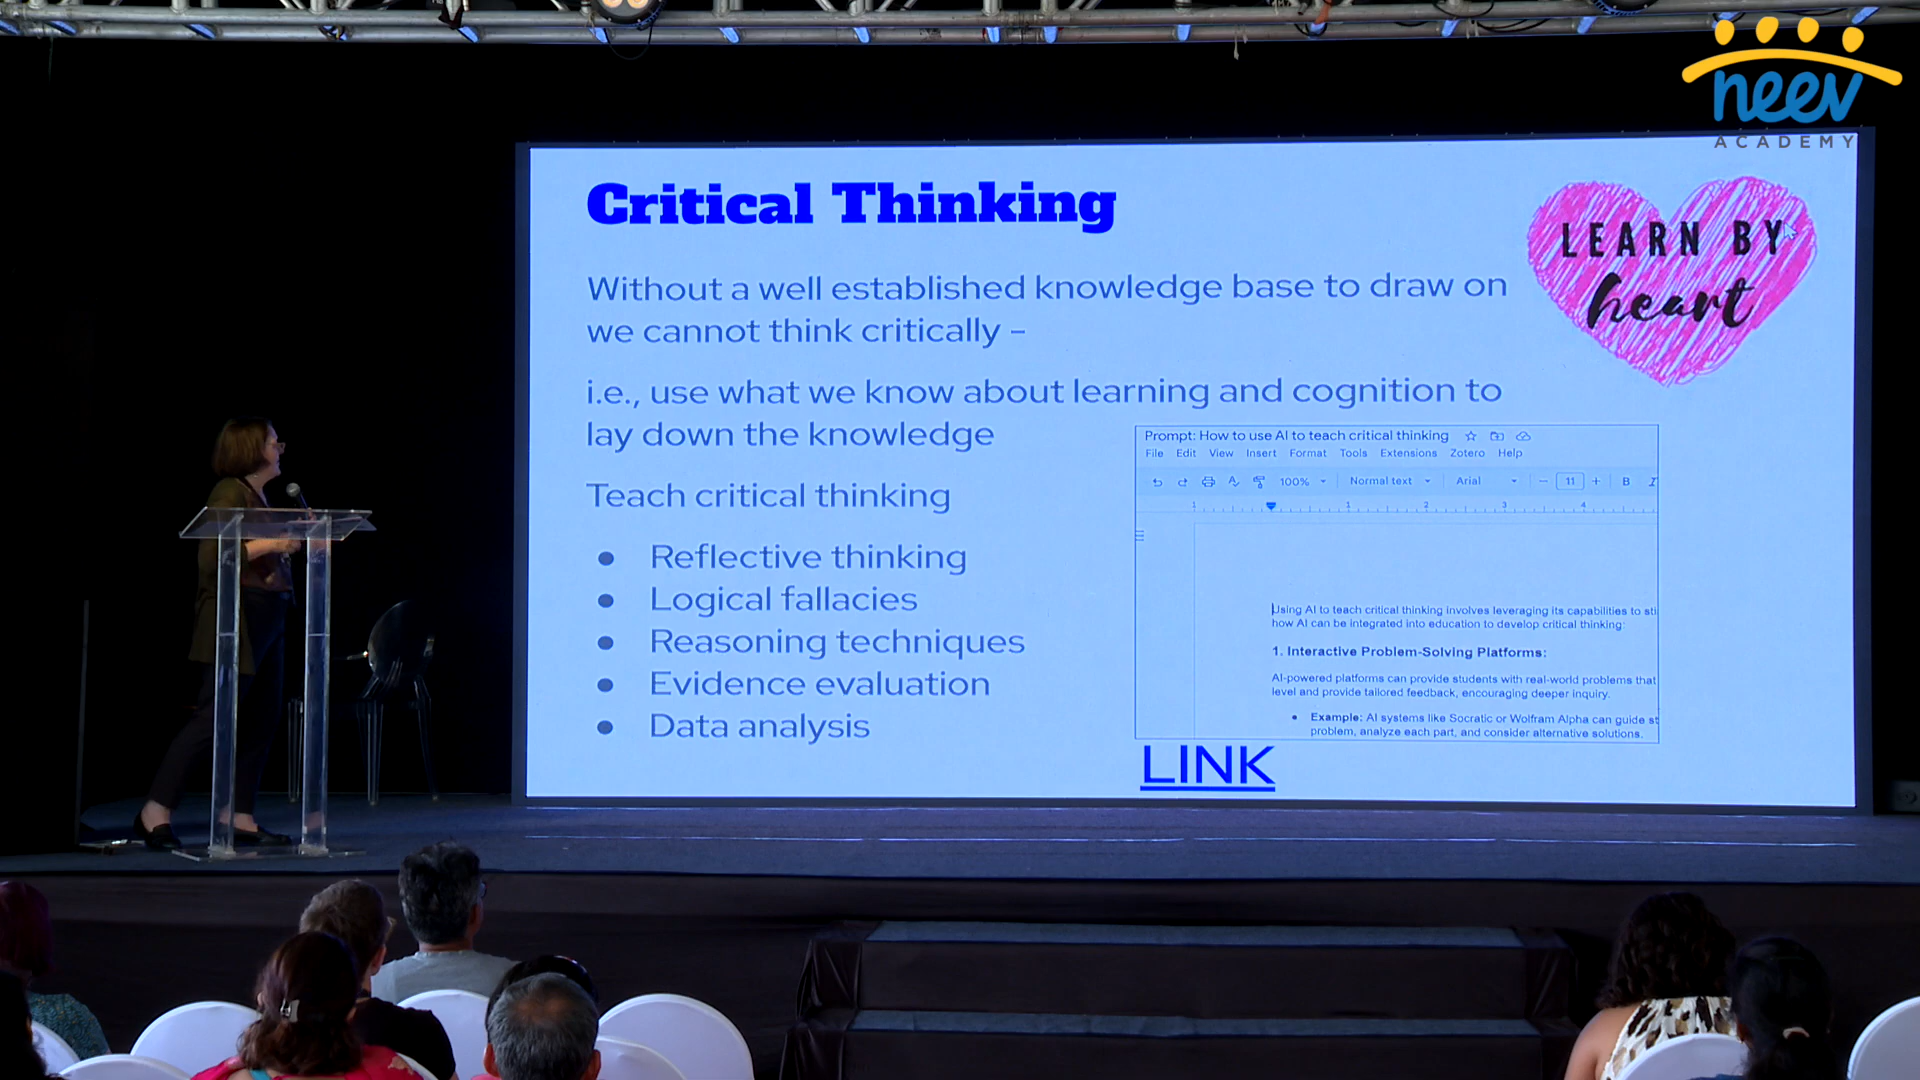 neev
ACADEMY
Critical Thinking
LEARN BY
heart
Without a well established knowledge base to draw on
we cannot think critically –
i.e., use what we know about learning and cognition to
lay down the knowledge
Teach critical thinking
● Reflective thinking
● Logical fallacies
● Reasoning techniques
● Evidence evaluation
● Data analysis
Prompt: How to use AI to teach critical thinking
File Edit View Insert Format Tools Extensions Zotero Help
100% Normal text Arial − 11 + B I
1 1 2 3 4
Using AI to teach critical thinking involves leveraging its capabilities to sti
how AI can be integrated into education to develop critical thinking:
1. Interactive Problem-Solving Platforms:
AI-powered platforms can provide students with real-world problems that
level and provide tailored feedback, encouraging deeper inquiry.
● Example: AI systems like Socratic or Wolfram Alpha can guide st
problem, analyze each part, and consider alternative solutions.
LINK